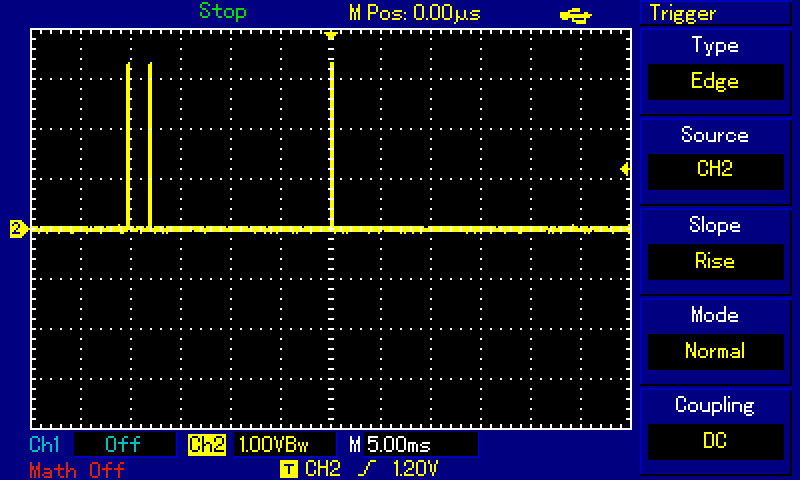 Stop M Pos: 0.00µs Trigger
Type
Edge
Source
CH2
Slope
Rise
Mode
Normal
Coupling
DC
2
Ch1 Off Ch2 1.00VBw M 5.00ms
Math Off T CH2 1.20V